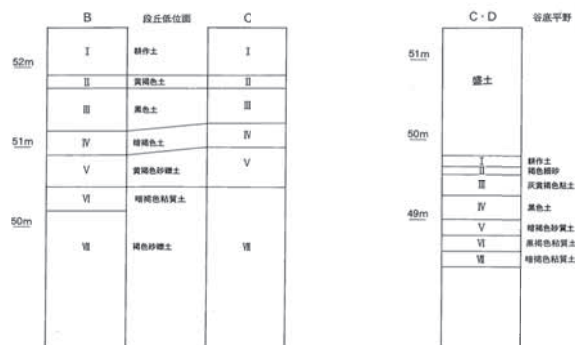 B 段丘低位面 C
52m
51m
50m
Ⅰ 耕作土 Ⅰ
Ⅱ 黄褐色土 Ⅱ
Ⅲ 黒色土 Ⅲ
Ⅳ 暗褐色土 Ⅳ
Ⅴ 黄褐色砂礫土 Ⅴ
Ⅵ 暗褐色粘質土
Ⅶ 褐色砂礫土 Ⅶ
C・D 谷底平野
51m
50m
49m
盛土
Ⅰ 耕作土
Ⅱ 褐色細砂
Ⅲ 灰黄褐色粘土
Ⅳ 黒色土
Ⅴ 暗褐色砂質土
Ⅵ 黒褐色粘質土
Ⅶ 暗褐色粘質土